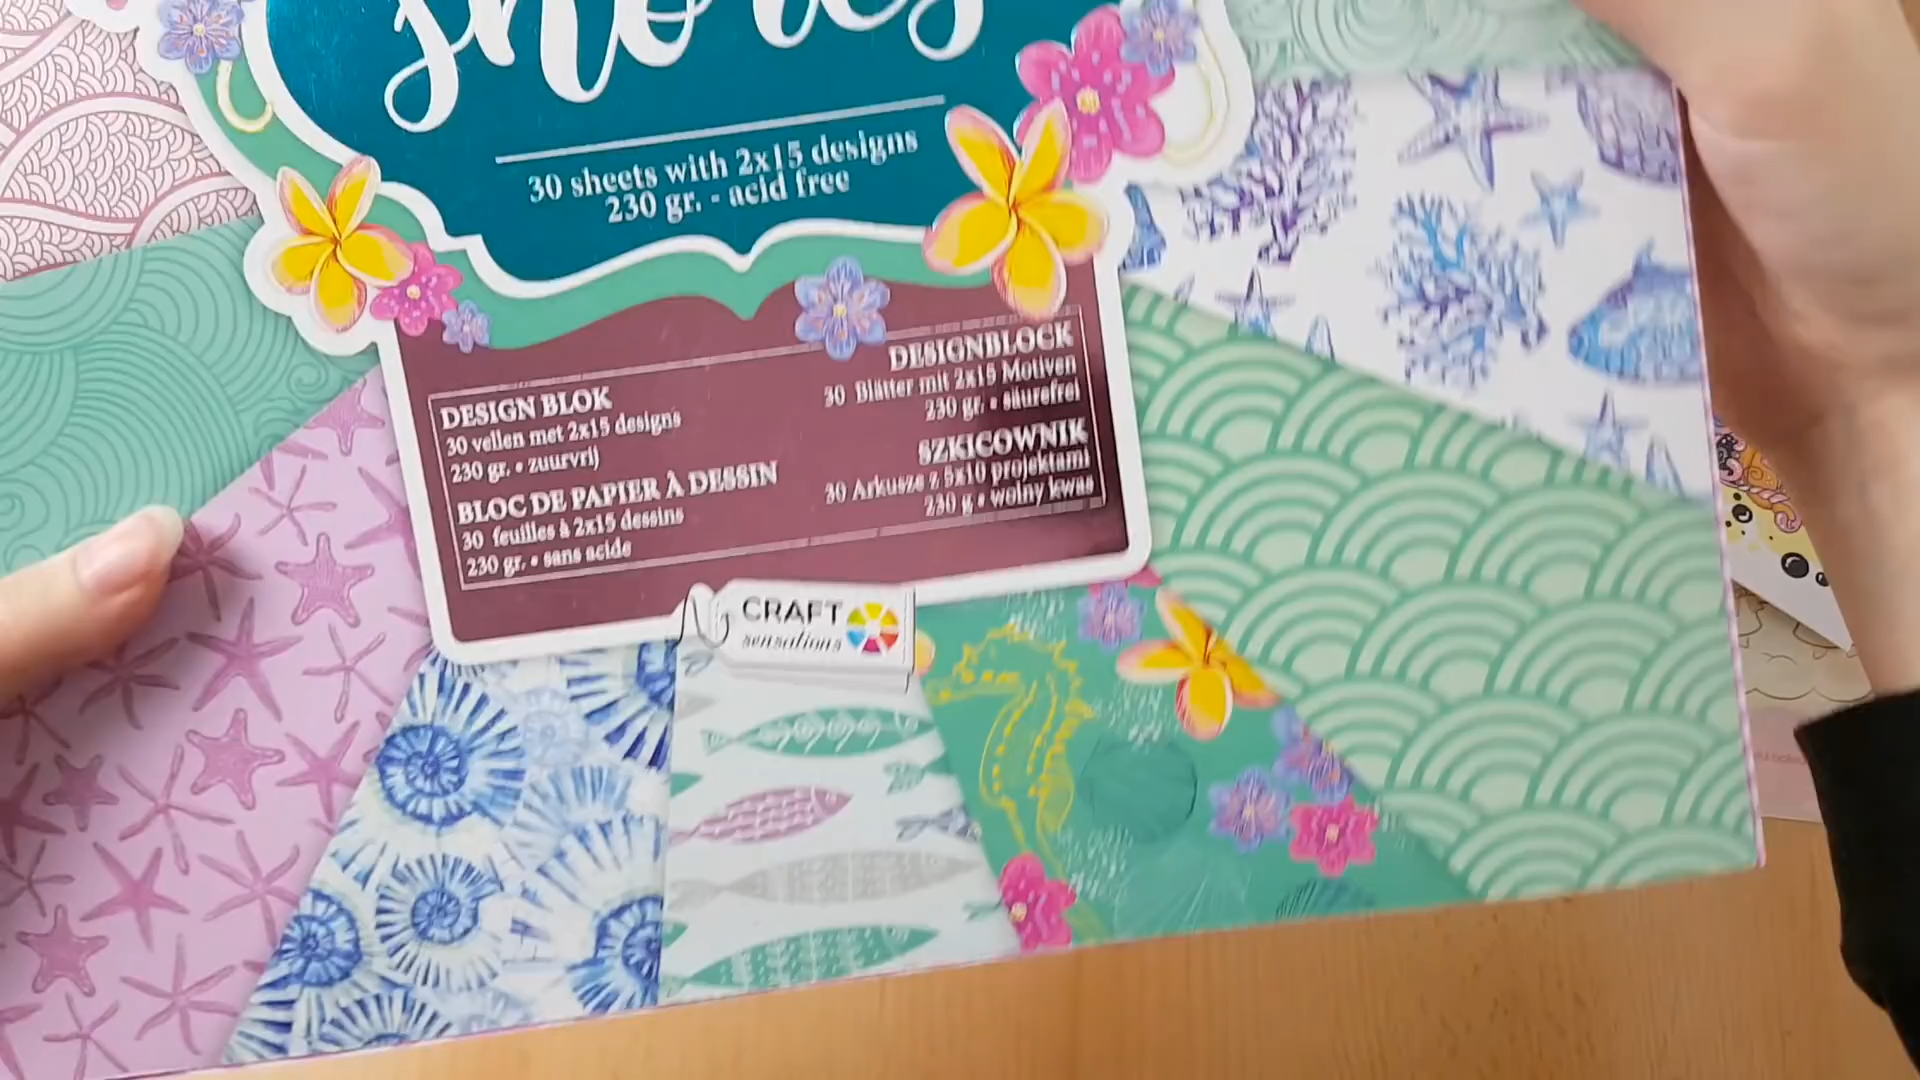 shores
30 sheets with 2x15 designs
230 gr. - acid free
DESIGN BLOK
30 vellen met 2x15 designs
230 gr. • zuurvrij
BLOC DE PAPIER À DESSIN
30 feuilles à 2x15 dessins
230 gr. • sans acide
DESIGNBLOCK
30 Blätter mit 2x15 Motiven
230 gr. • säurefrei
SZKICOWNIK
30 Arkusze z 5x10 projektami
230 g • wolny kwas
CRAFT
sensations